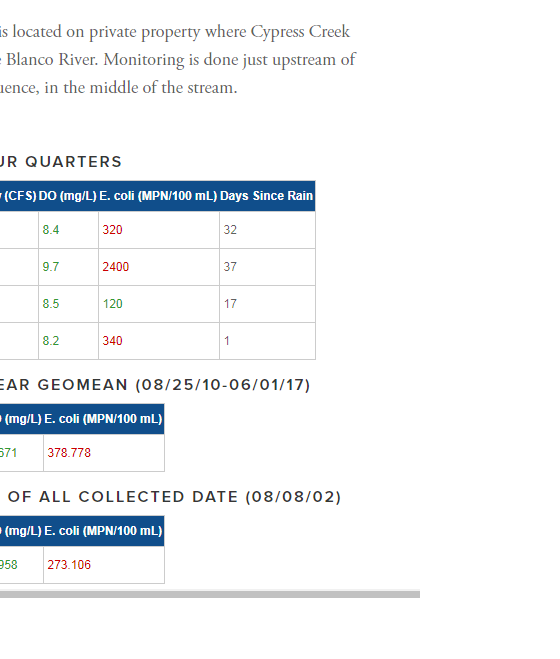 is located on private property where Cypress Creek
Blanco River. Monitoring is done just upstream of
uence, in the middle of the stream.
UR QUARTERS
(CFS) DO (mg/L) E. coli (MPN/100 mL) Days Since Rain
8.4 320 32
9.7 2400 37
8.5 120 17
8.2 340 1
EAR GEOMEAN (08/25/10-06/01/17)
(mg/L) E. coli (MPN/100 mL)
671 378.778
OF ALL COLLECTED DATE (08/08/02)
(mg/L) E. coli (MPN/100 mL)
958 273.106